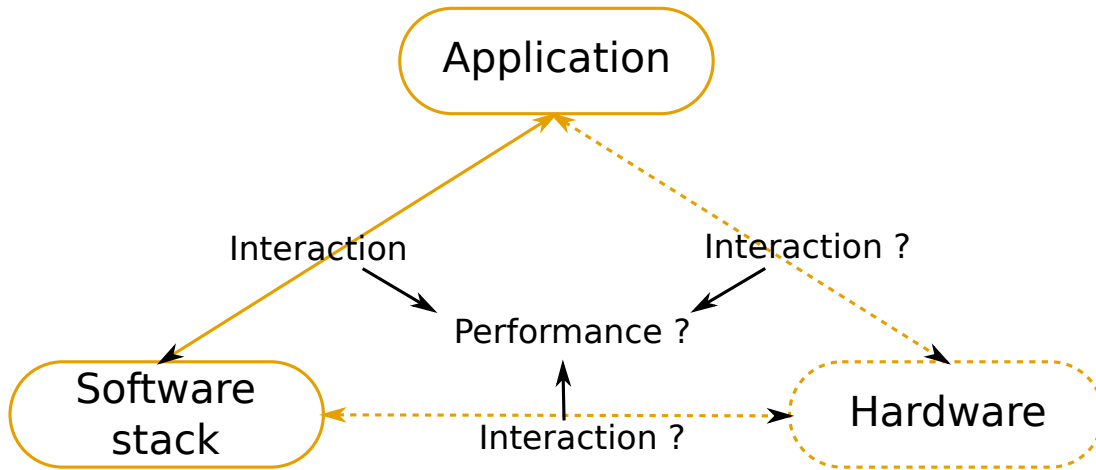 Application
Interaction
Interaction ?
Performance ?
Software
stack
Hardware
Interaction ?